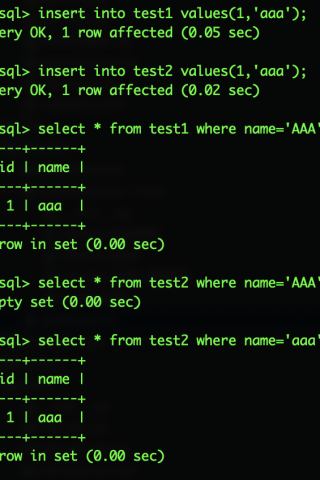 sql> insert into test1 values(1,'aaa');
ery OK, 1 row affected (0.05 sec)
sql> insert into test2 values(1,'aaa');
ery OK, 1 row affected (0.02 sec)
sql> select * from test1 where name='AAA'
---+------+
id | name |
---+------+
1 | aaa |
---+------+
row in set (0.00 sec)
sql> select * from test2 where name='AAA'
pty set (0.00 sec)
sql> select * from test2 where name='aaa'
---+------+
id | name |
---+------+
1 | aaa |
---+------+
row in set (0.00 sec)